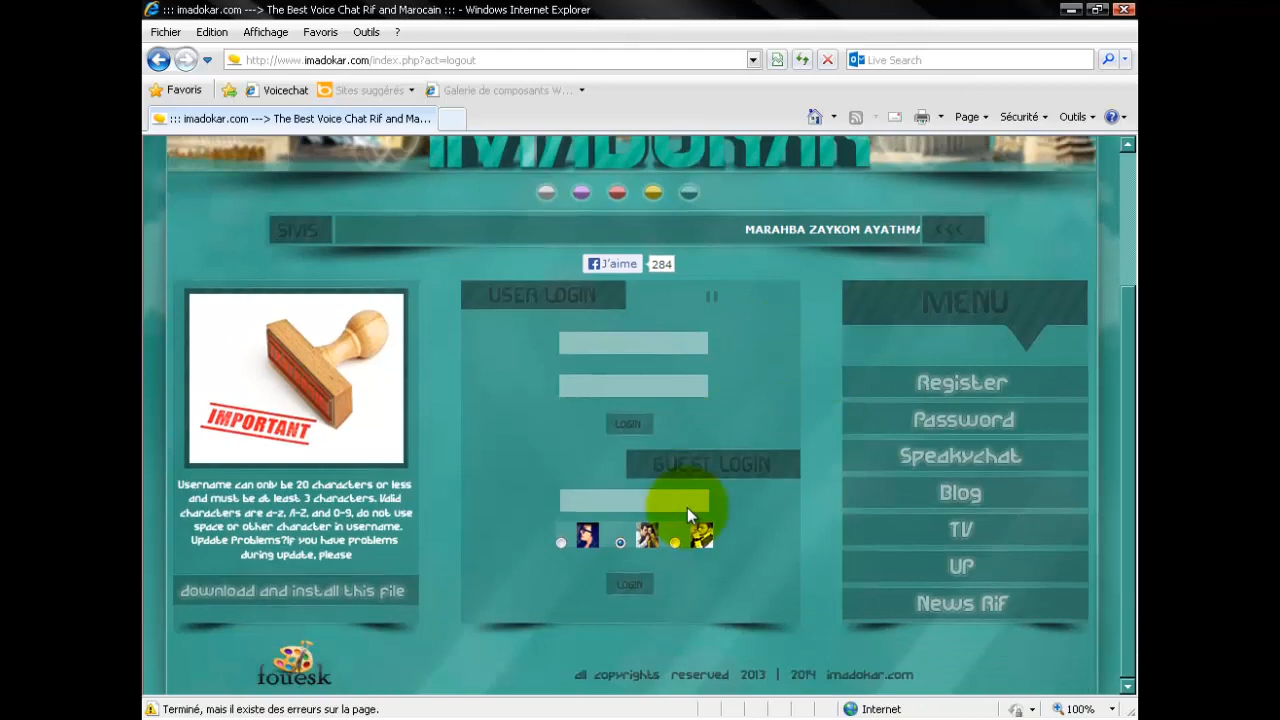 ::: imadokar.com ---> The Best Voice Chat Rif and Marocain ::: - Windows Internet Explorer
Fichier Edition Affichage Favoris Outils ?
http://www.imadokar.com/index.php?act=logout Live Search
Favoris Voicechat Sites suggérés Galerie de composants W...
::: imadokar.com ---> The Best Voice Chat Rif and Ma... Page Sécurité Outils
IMADOKAR
SIVIS MARAHBA ZAYKOM AYATHMA <<<
J'aime 284
USER LOGIN
MENU
Register
IMPORTANT
Password
LOGIN
Speakychat
GUEST LOGIN
Username can only be 20 characters or less
and must be at least 3 characters. Valid
characters are a-z, A-Z, and 0-9, do not use
space or other character in username.
Update Problems?If you have problems
during update, please
Blog
TV
UP
download and install this file
LOGIN
News Rif
fouesk
all copyrights reserved 2013 | 2014 imadokar.com
Terminé, mais il existe des erreurs sur la page. Internet 100%